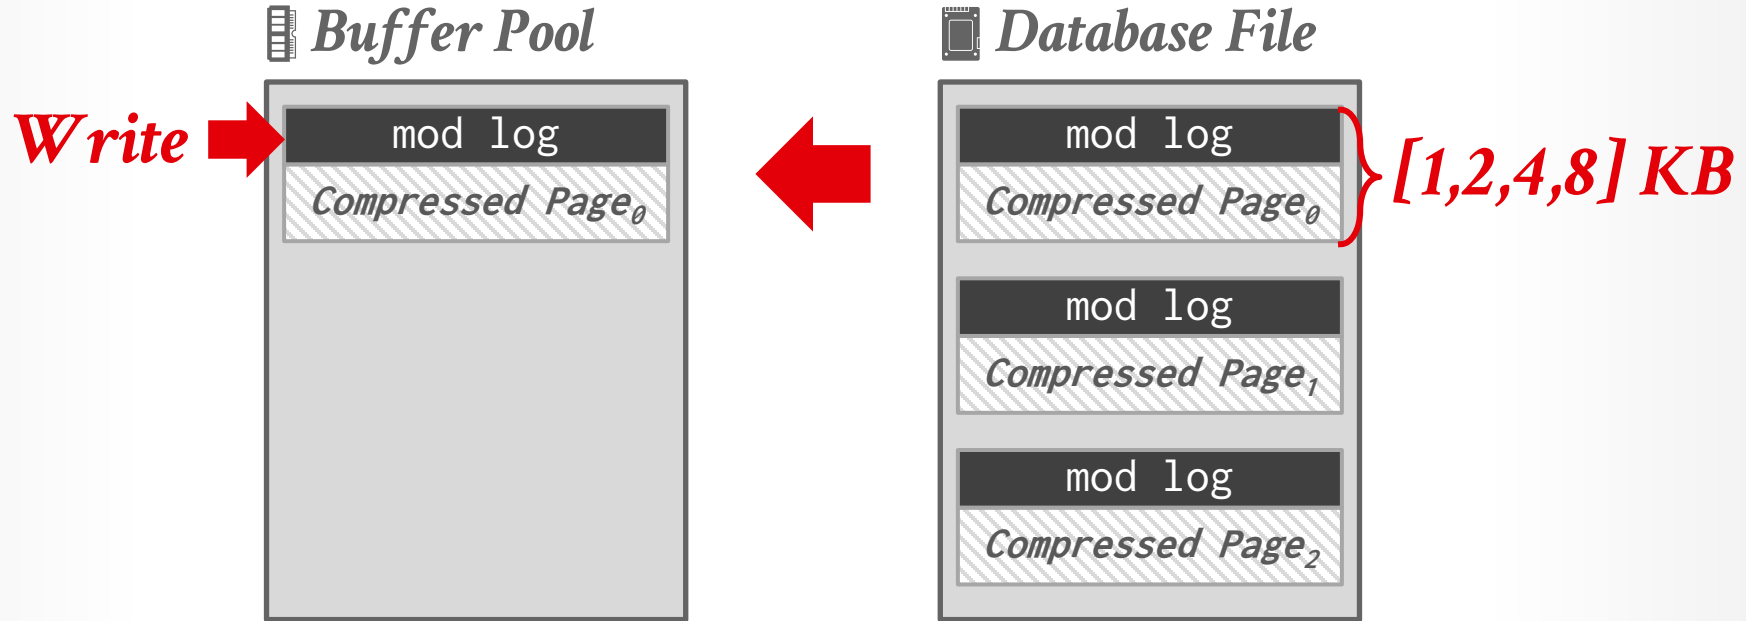 Buffer Pool
Database File
Write
mod log
Compressed Page₀
mod log
Compressed Page₀
[1,2,4,8] KB
mod log
Compressed Page₁
mod log
Compressed Page₂